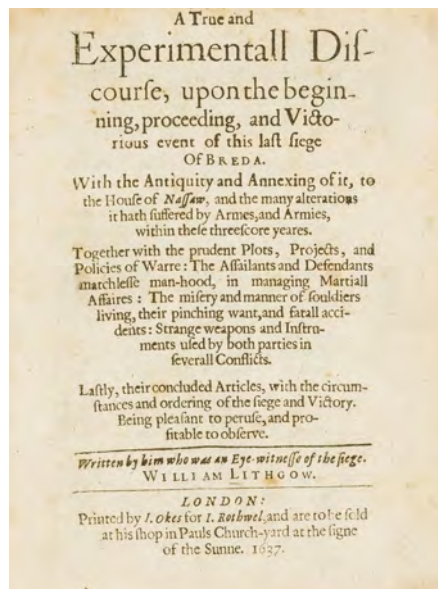 A True and
Experimentall Diſ-
courſe, upon the begin-
ning, proceeding, and Victo-
rious event of this laſt ſiege
Of BREDA.
With the Antiquity and Annexing of it, to
the Houſe of Naſſaw, and the many alterations
it hath ſuffered by Armes, and Armies,
within theſe threeſcore yeares.
Together with the prudent Plots, Projects, and
Policies of Warre: The Aſſailants and Defendants
matchleſſe man-hood, in managing Martiall
Affaires: The miſery and manner of ſouldiers
living, their pinching want, and fatall acci-
dents: Strange weapons and Inſtru-
ments uſed by both parties in
ſeverall Conflicts.
Laſtly, their concluded Articles, with the circum-
ſtances and ordering of the ſiege and Victory.
Being pleaſant to peruſe, and pro-
fitable to obſerve.
Written by him who was an Eye-witneſſe of the ſiege.
WILLIAM LITHGOW.
LONDON:
Printed by I. Okes for I. Rothwel, and are to be ſold
at his ſhop in Pauls Church-yard at the ſigne
of the Sunne. 1637.